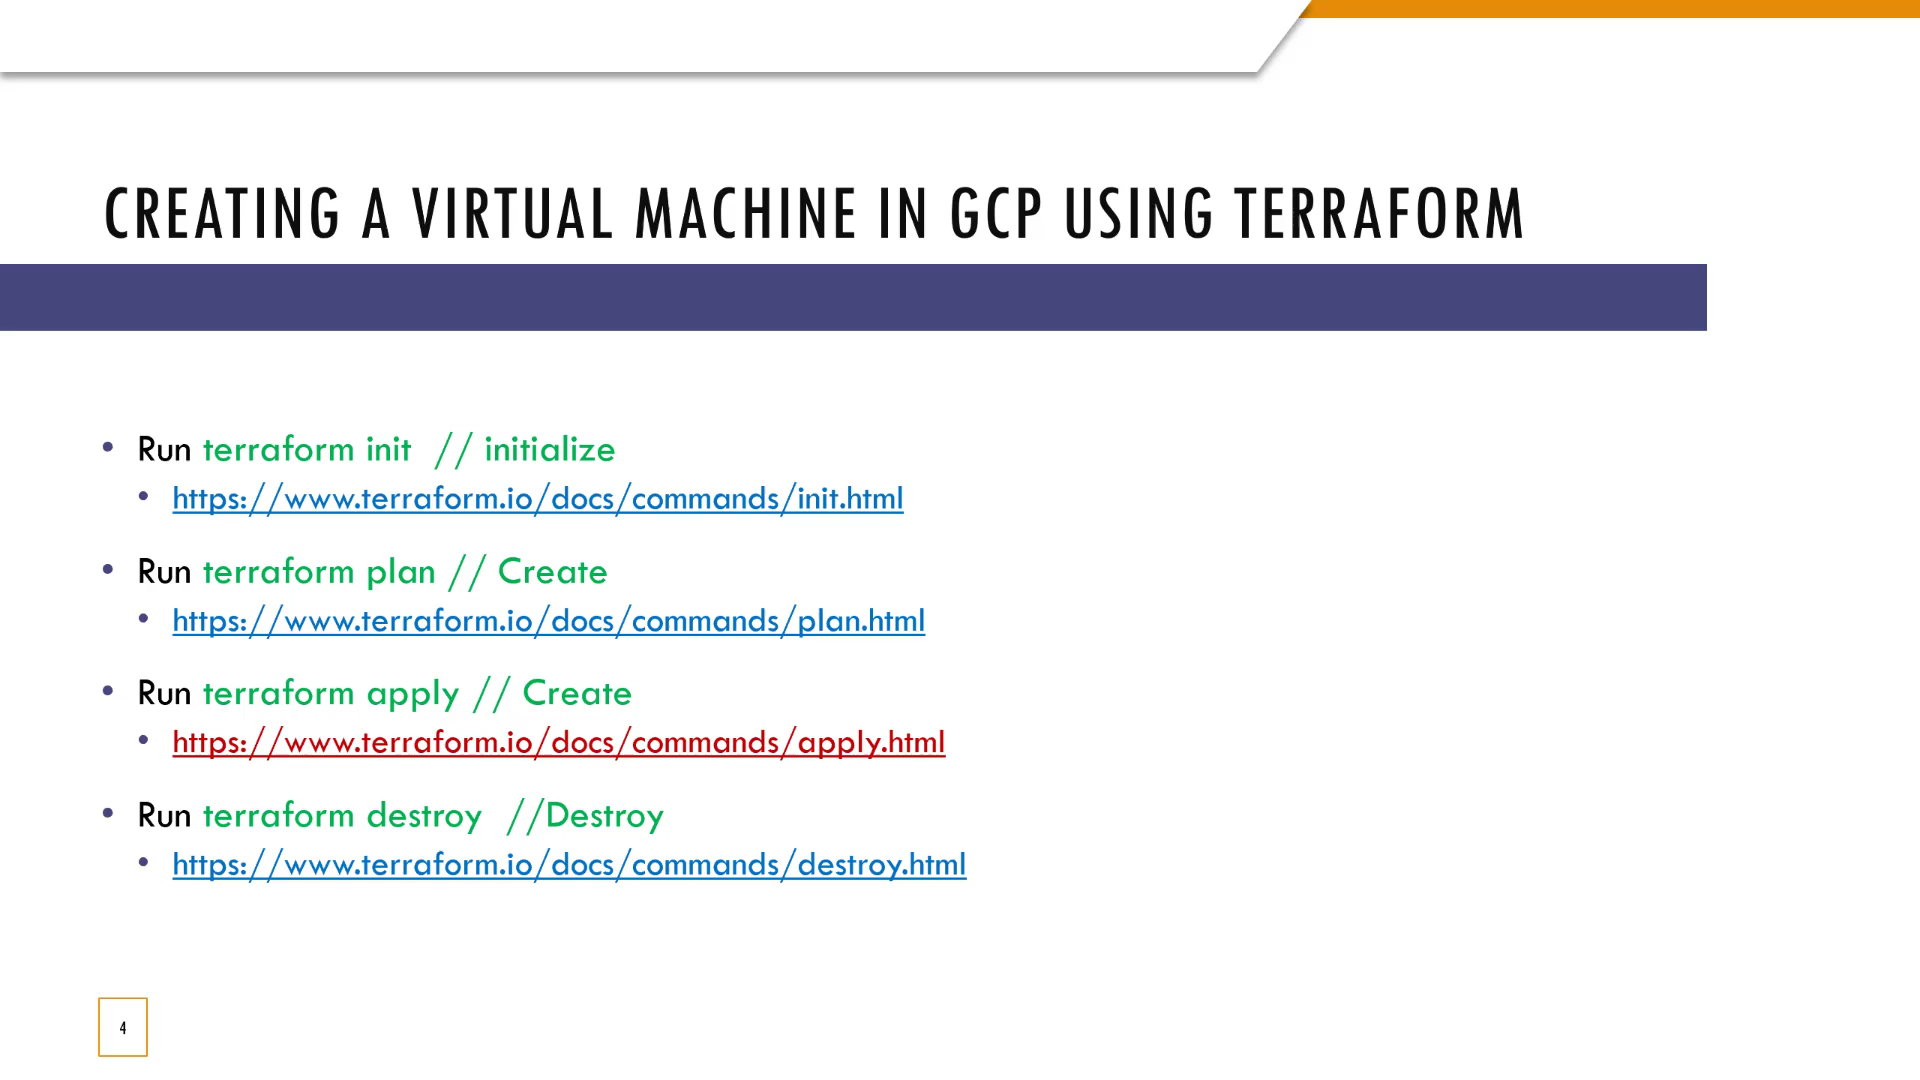 CREATING A VIRTUAL MACHINE IN GCP USING TERRAFORM
• Run terraform init // initialize
• https://www.terraform.io/docs/commands/init.html
• Run terraform plan // Create
• https://www.terraform.io/docs/commands/plan.html
• Run terraform apply // Create
• https://www.terraform.io/docs/commands/apply.html
• Run terraform destroy //Destroy
• https://www.terraform.io/docs/commands/destroy.html
4